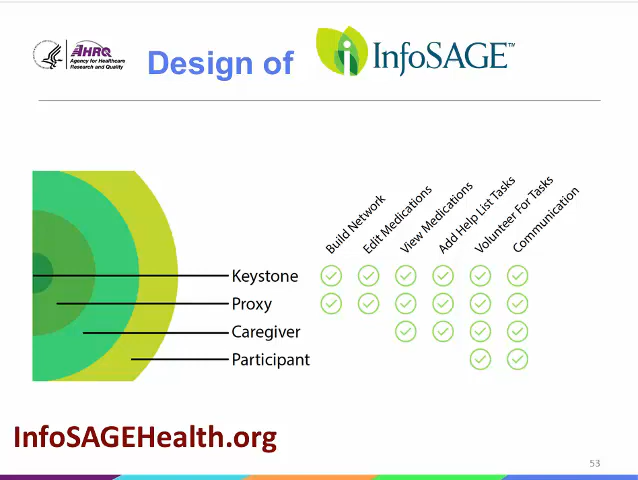 AHRQ
Agency for Healthcare
Research and Quality
Design of
InfoSAGE™
Build Network
Edit Medications
View Medications
Add Help List Tasks
Volunteer For Tasks
Communication
Keystone
Proxy
Caregiver
Participant
InfoSAGEHealth.org
53